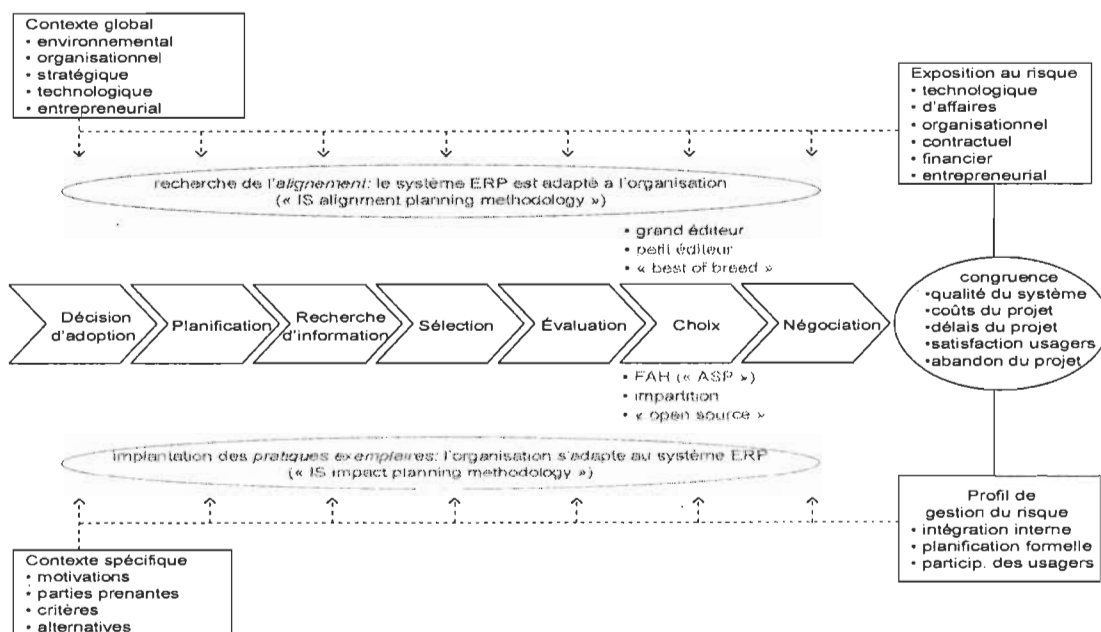 Contexte global
• environnemental
• organisationnel
• stratégique
• technologique
• entrepreneurial
Exposition au risque
• technologique
• d'affaires
• organisationnel
• contractuel
• financier
• entrepreneurial
recherche de l'alignement: le système ERP est adapté a l'organisation
(« IS alignment planning methodology »)
• grand éditeur
• petit éditeur
• « best of breed »
Décision
d'adoption
Planification
Recherche
d'information
Sélection
Évaluation
Choix
Négociation
congruence
•qualité du système
•coûts du projet
•délais du projet
•satisfaction usagers
•abandon du projet
• FAH (« ASP »)
• impartition
• « open source »
implantation des pratiques exemplaires: l'organisation s'adapte au système ERP
(« IS impact planning methodology »)
Profil de
gestion du risque
• intégration interne
• planification formelle
• particip. des usagers
Contexte spécifique
• motivations
• parties prenantes
• critères
• alternatives